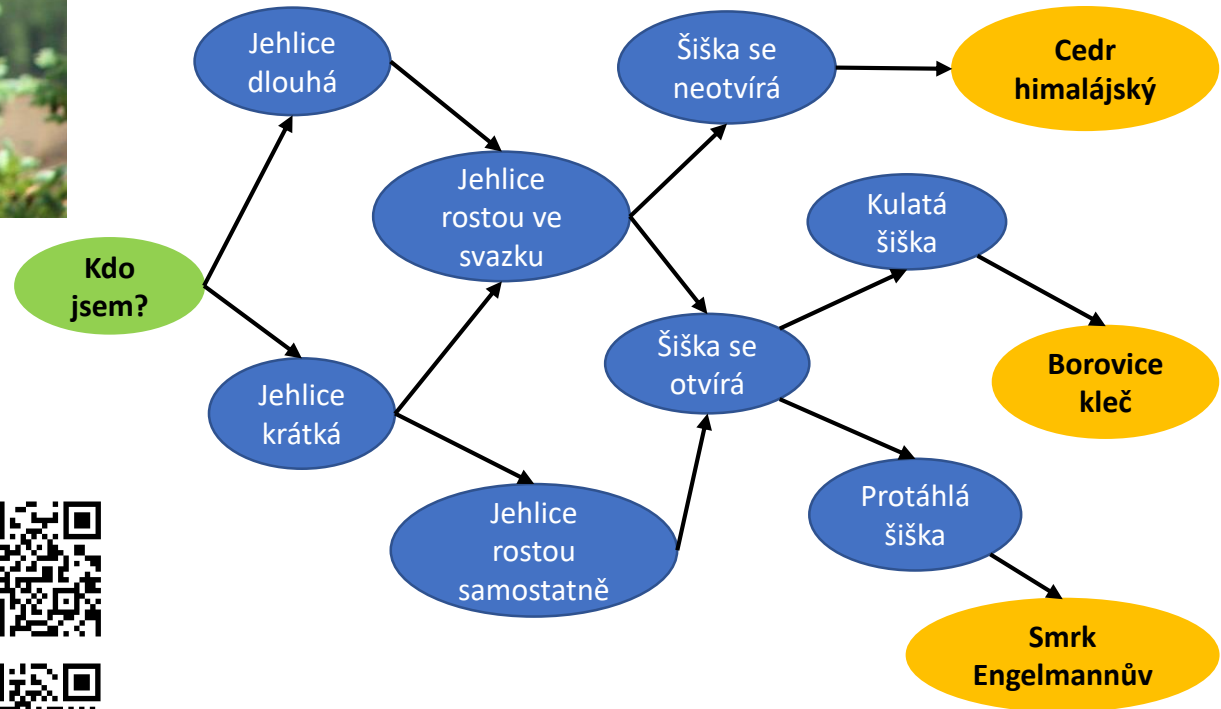 Jehlice
dlouhá
Šiška se
neotvírá
Cedr
himalájský
Jehlice
rostou ve
svazku
Kulatá
šiška
Kdo
jsem?
Šiška se
otvírá
Borovice
kleč
Jehlice
krátká
Protáhlá
šiška
Jehlice
rostou
samostatně
Smrk
Engelmannův